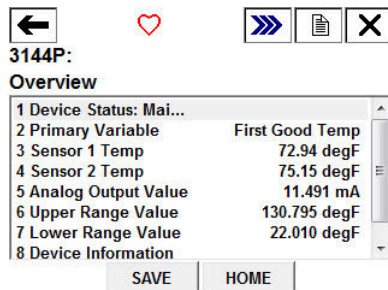 3144P:
Overview
1 Device Status: Mai...
2 Primary Variable First Good Temp
3 Sensor 1 Temp 72.94 degF
4 Sensor 2 Temp 75.15 degF
5 Analog Output Value 11.491 mA
6 Upper Range Value 130.795 degF
7 Lower Range Value 22.010 degF
8 Device Information
SAVE HOME